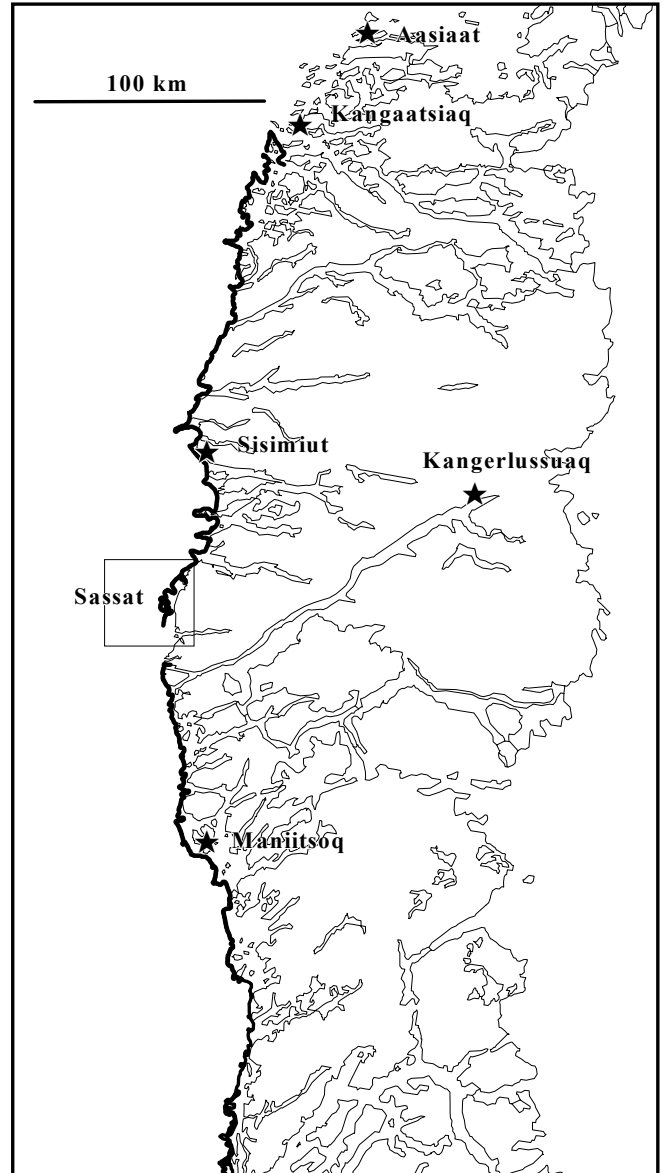 Aasiaat
100 km
Kangaatsiaq
Sisimiut
Kangerlussuaq
Sassat
Maniitsoq